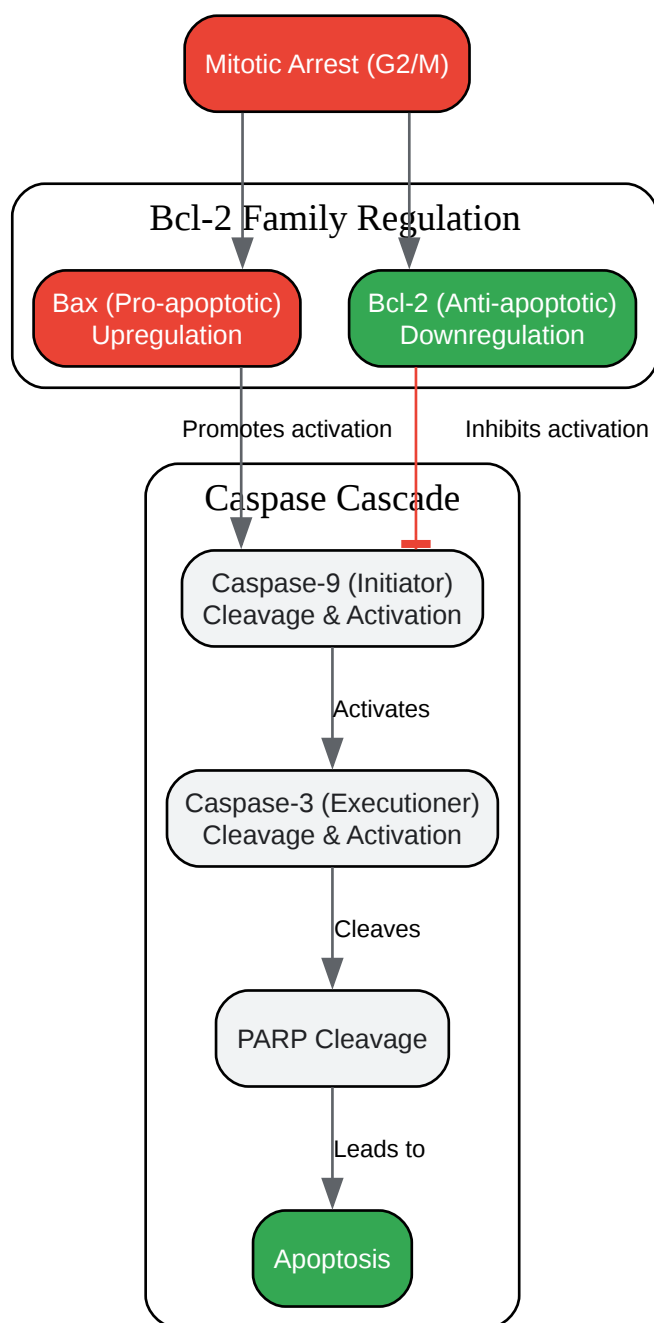 Mitotic Arrest (G2/M)
Bcl-2 Family Regulation
Bax (Pro-apoptotic)
Upregulation
Bcl-2 (Anti-apoptotic)
Downregulation
Promotes activation
Inhibits activation
Caspase Cascade
Caspase-9 (Initiator)
Cleavage & Activation
Activates
Caspase-3 (Executioner)
Cleavage & Activation
Cleaves
PARP Cleavage
Leads to
Apoptosis